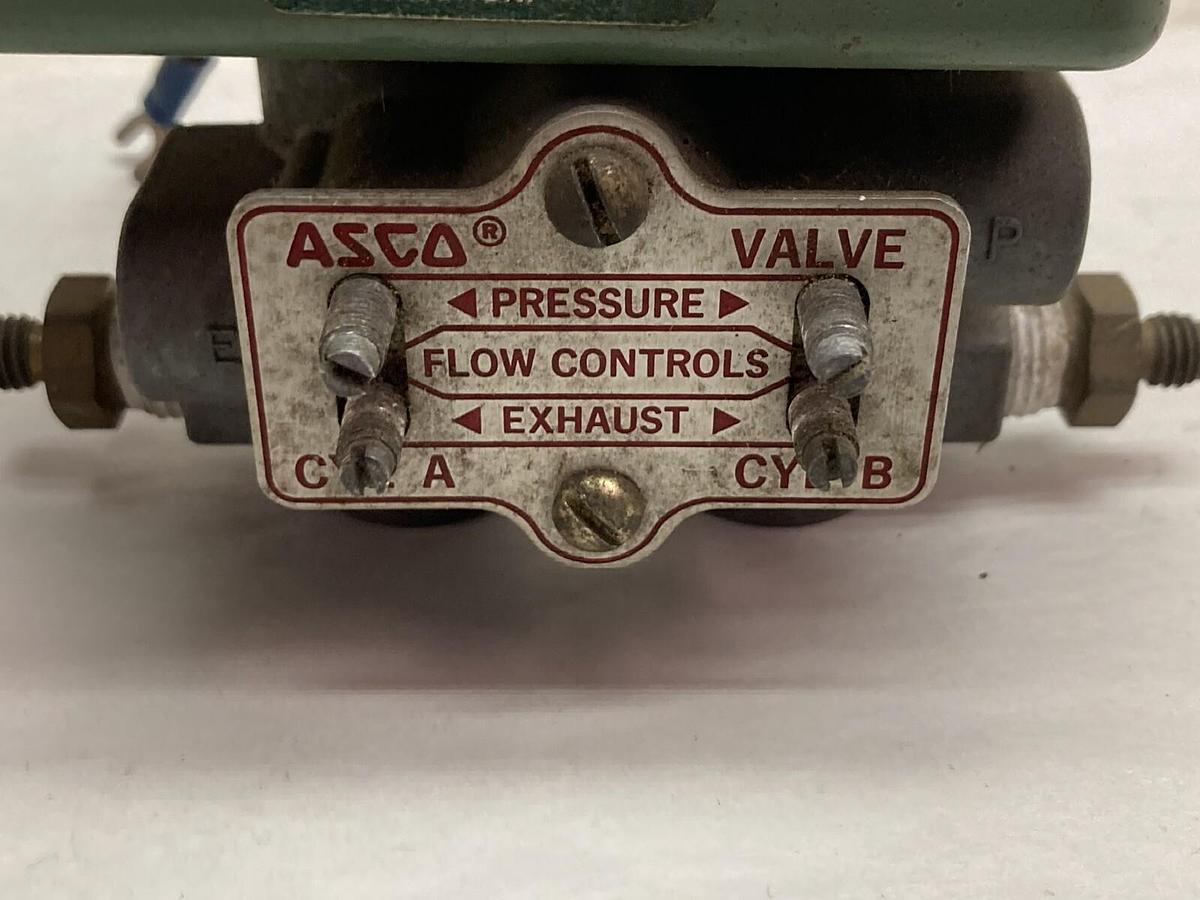 ASCO® VALVE
PRESSURE
FLOW CONTROLS
EXHAUST
A B
E P